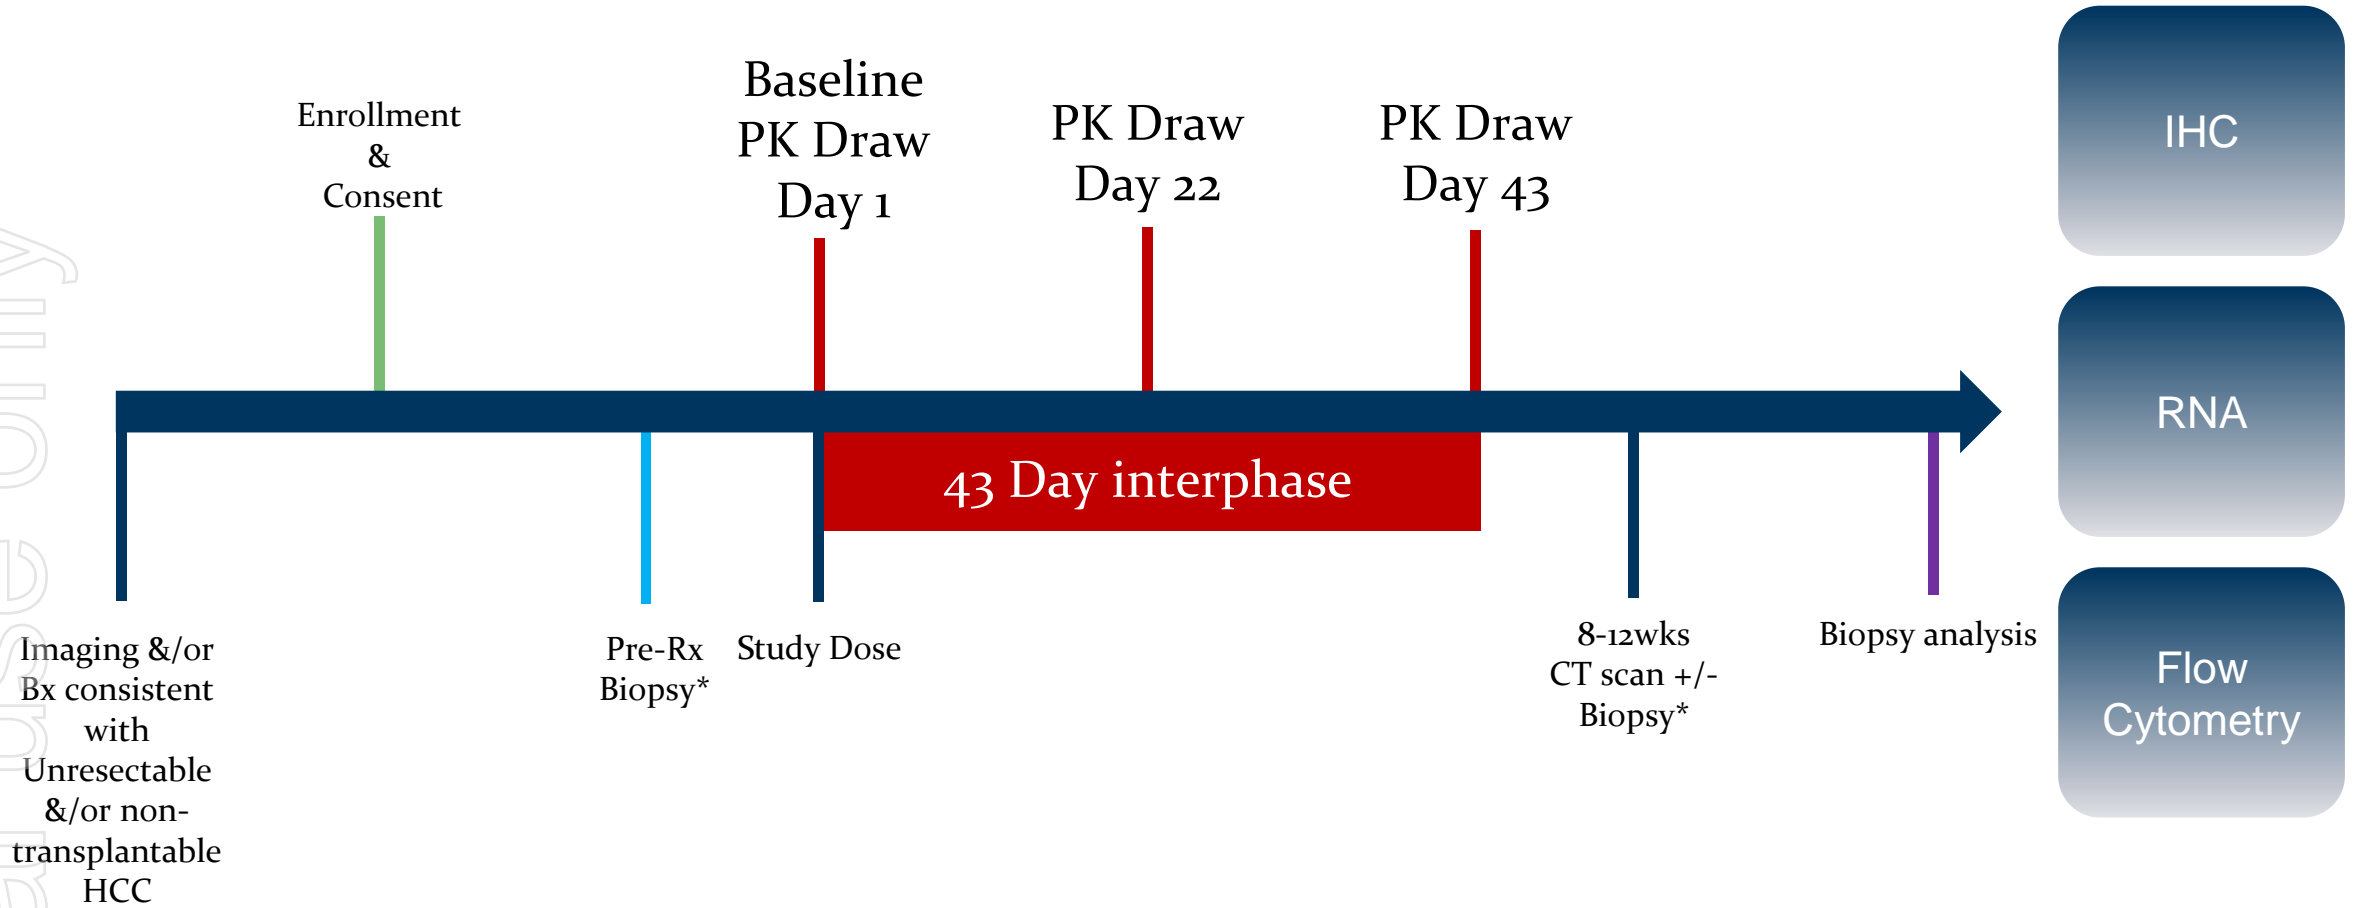 Enrollment
&
Consent
Baseline
PK Draw
Day 1
PK Draw
Day 22
PK Draw
Day 43
43 Day interphase
Imaging &/or
Bx consistent
with
Unresectable
&/or non-
transplantable
HCC
Pre-Rx
Biopsy*
Study Dose
8-12wks
CT scan +/-
Biopsy*
Biopsy analysis
IHC
RNA
Flow
Cytometry
use only